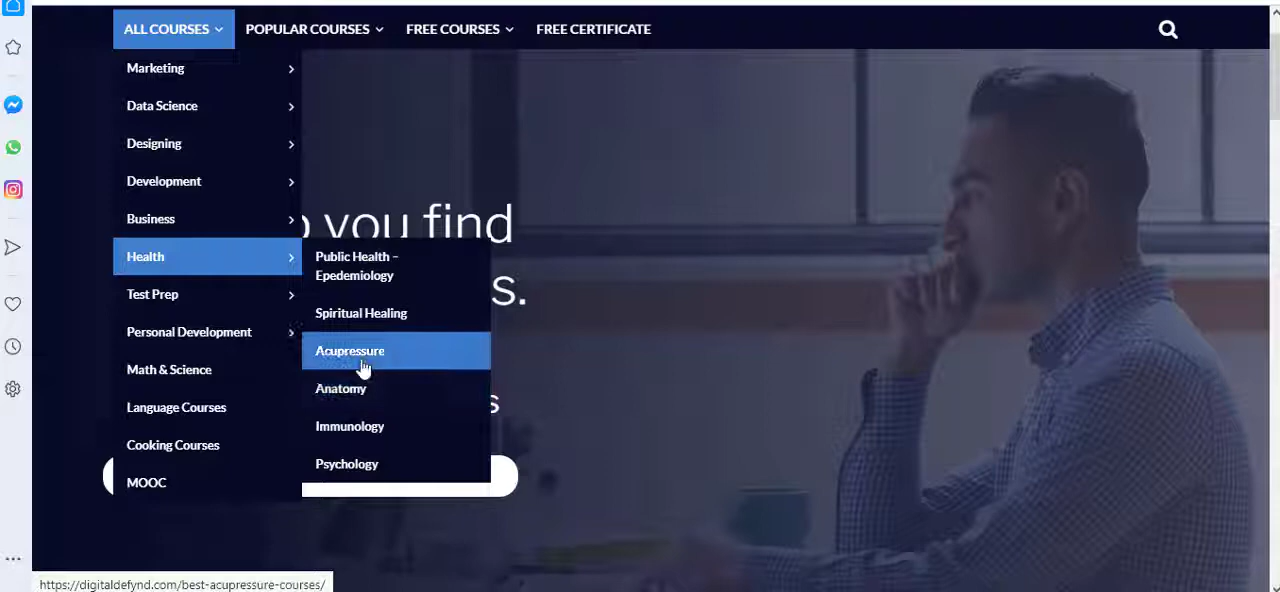 ALL COURSES
POPULAR COURSES
FREE COURSES
FREE CERTIFICATE
Marketing
Data Science
Designing
Development
Business
Health
Test Prep
Personal Development
Math & Science
Language Courses
Cooking Courses
MOOC
Public Health –
Epedemiology
Spiritual Healing
Acupressure
Anatomy
Immunology
Psychology
you find
s.
s
https://digitaldefynd.com/best-acupressure-courses/